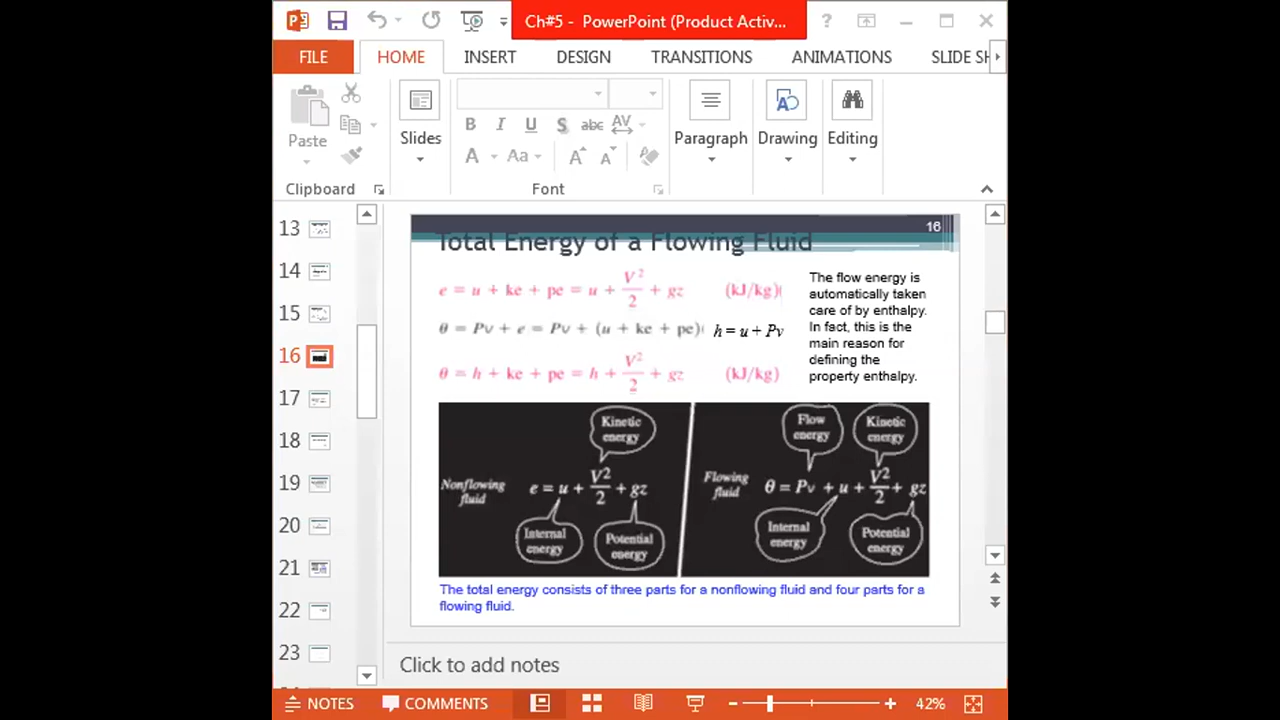 Ch#5 - PowerPoint (Product Activ...
?
FILE HOME INSERT DESIGN TRANSITIONS ANIMATIONS SLIDE SH
Paste
Slides
B I U S abc AV
A Aa A A
Paragraph
Drawing
Editing
Clipboard
Font
13
14
15
16
17
18
19
20
21
22
23
16
Total Energy of a Flowing Fluid
e = u + ke + pe = u + V²/2 + gz (kJ/kg)
θ = Pv + e = Pv + (u + ke + pe) h = u + Pv
θ = h + ke + pe = h + V²/2 + gz (kJ/kg)
The flow energy is
automatically taken
care of by enthalpy.
In fact, this is the
main reason for
defining the
property enthalpy.
Kinetic
energy
Nonflowing
fluid
e = u + V²/2 + gz
Internal
energy
Potential
energy
Flow
energy
Kinetic
energy
Flowing
fluid
θ = Pv + u + V²/2 + gz
Internal
energy
Potential
energy
The total energy consists of three parts for a nonflowing fluid and four parts for a
flowing fluid.
Click to add notes
NOTES COMMENTS 42%